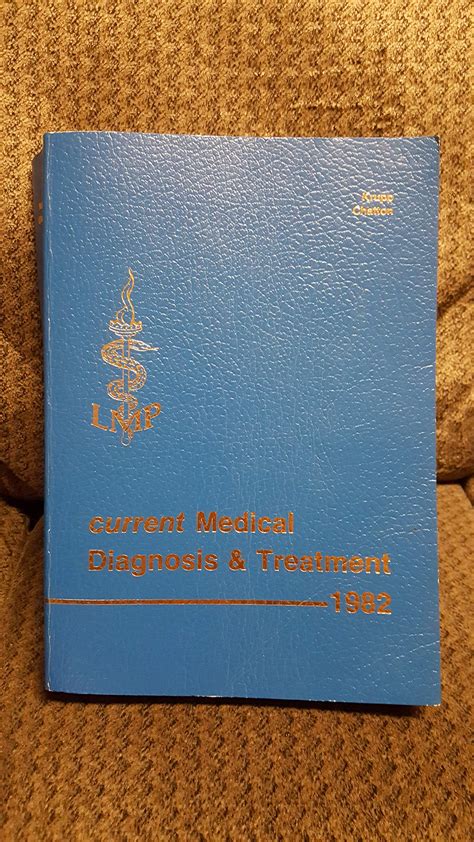 Krupp
Chatton
LMP
current Medical
Diagnosis & Treatment
1982